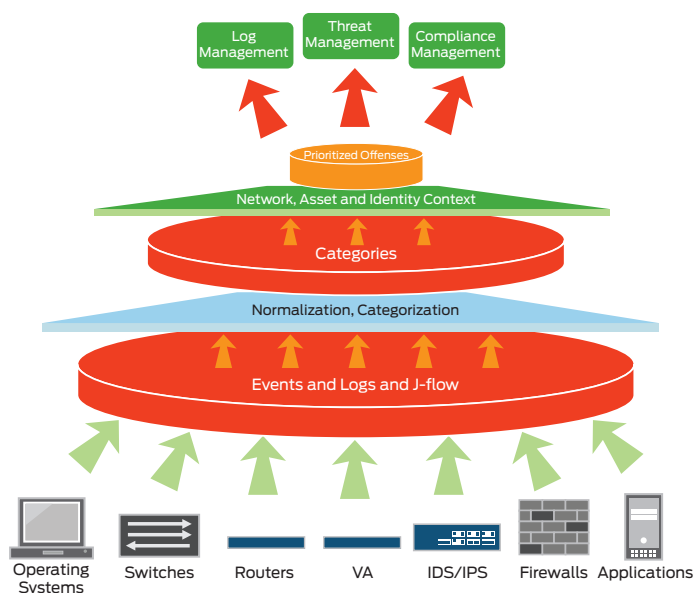 Log
Management
Threat
Management
Compliance
Management
Prioritized Offenses
Network, Asset and Identity Context
Categories
Normalization, Categorization
Events and Logs and J-flow
Operating
Systems
Switches
Routers
VA
IDS/IPS
Firewalls
Applications